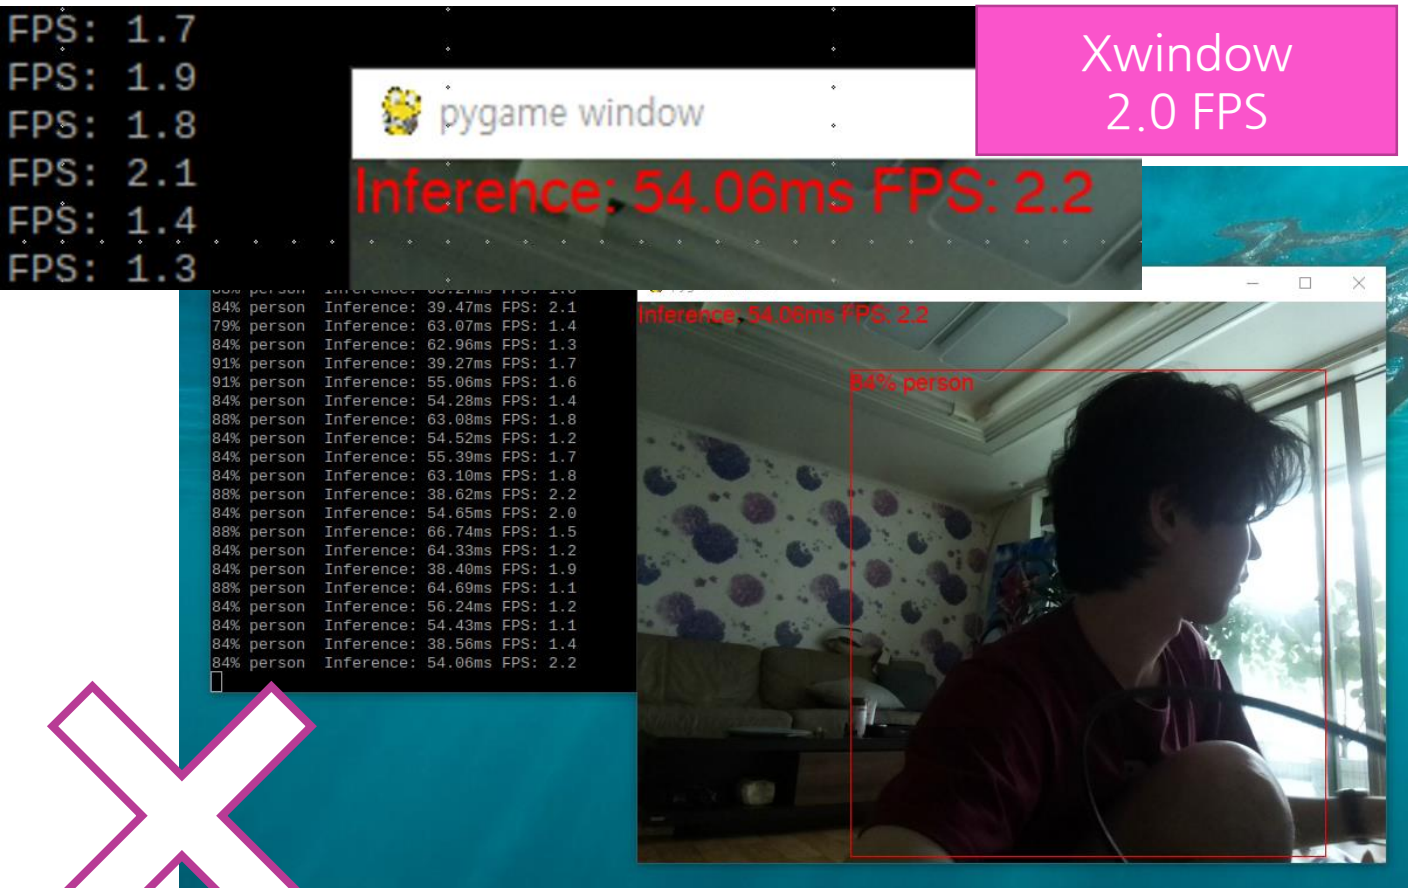 FPS: 1.7
FPS: 1.9
FPS: 1.8
FPS: 2.1
FPS: 1.4
FPS: 1.3
pygame window
Inference: 54.06ms FPS: 2.2
Xwindow
2.0 FPS
84% person Inference: 39.47ms FPS: 2.1
79% person Inference: 63.07ms FPS: 1.4
84% person Inference: 62.96ms FPS: 1.3
91% person Inference: 39.27ms FPS: 1.7
91% person Inference: 55.06ms FPS: 1.6
84% person Inference: 54.28ms FPS: 1.4
88% person Inference: 63.08ms FPS: 1.8
84% person Inference: 54.52ms FPS: 1.2
84% person Inference: 55.39ms FPS: 1.7
84% person Inference: 63.10ms FPS: 1.8
88% person Inference: 38.62ms FPS: 2.2
84% person Inference: 54.65ms FPS: 2.0
88% person Inference: 66.74ms FPS: 1.5
84% person Inference: 64.33ms FPS: 1.2
84% person Inference: 38.40ms FPS: 1.9
88% person Inference: 64.69ms FPS: 1.1
84% person Inference: 56.24ms FPS: 1.2
84% person Inference: 54.43ms FPS: 1.1
84% person Inference: 38.56ms FPS: 1.4
84% person Inference: 54.06ms FPS: 2.2
Inference: 54.06ms FPS: 2.2
84% person